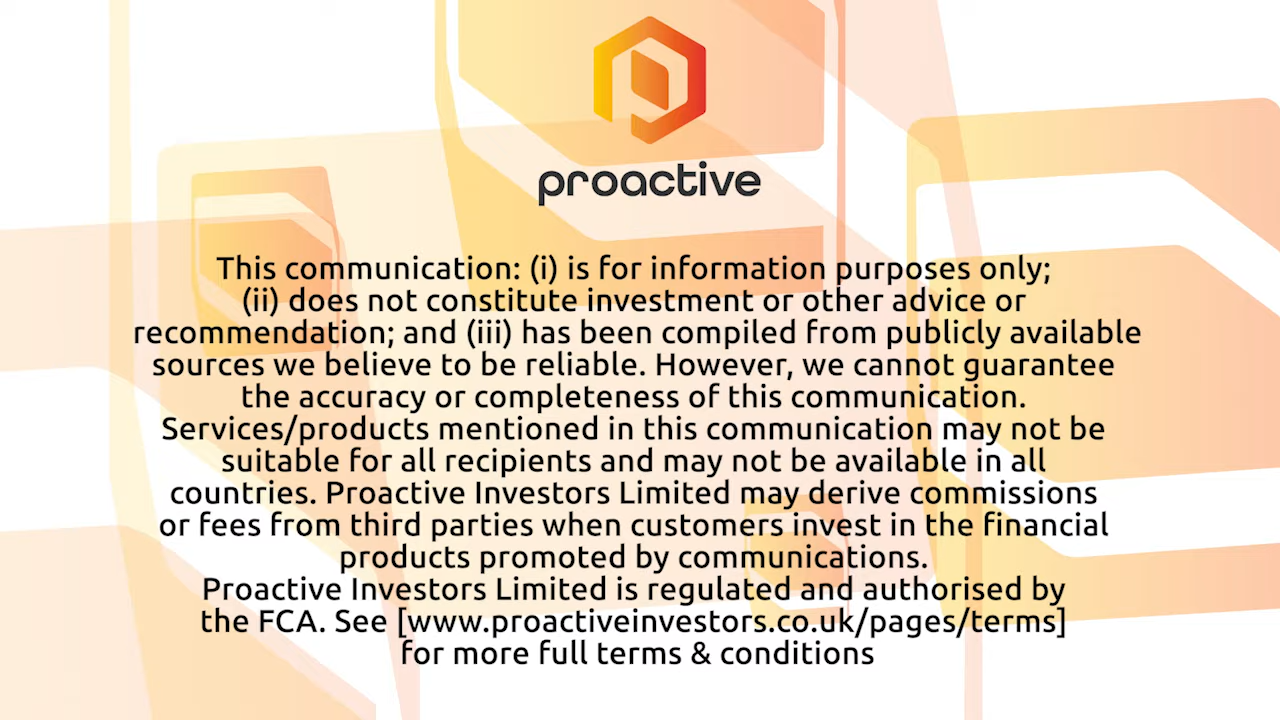 proactive
This communication: (i) is for information purposes only;
(ii) does not constitute investment or other advice or
recommendation; and (iii) has been compiled from publicly available
sources we believe to be reliable. However, we cannot guarantee
the accuracy or completeness of this communication.
Services/products mentioned in this communication may not be
suitable for all recipients and may not be available in all
countries. Proactive Investors Limited may derive commissions
or fees from third parties when customers invest in the financial
products promoted by communications.
Proactive Investors Limited is regulated and authorised by
the FCA. See [www.proactiveinvestors.co.uk/pages/terms]
for more full terms & conditions